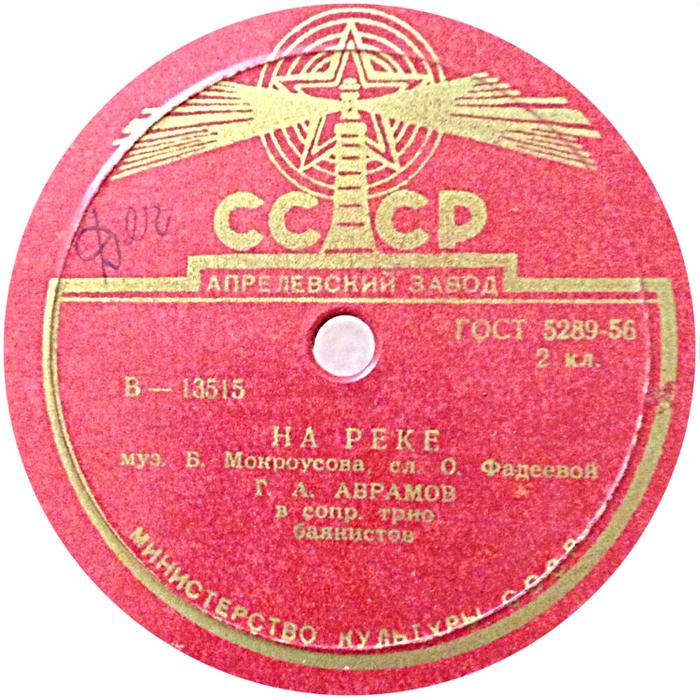 СССР
АПРЕЛЕВСКИЙ ЗАВОД
ГОСТ 5289-56
2 кл.
В — 13515
НА РЕКЕ
муз. Б. Мокроусова, сл. О. Фадеевой
Г. А. АБРАМОВ
в сопр. трио
баянистов
МИНИСТЕРСТВО КУЛЬТУРЫ СССР